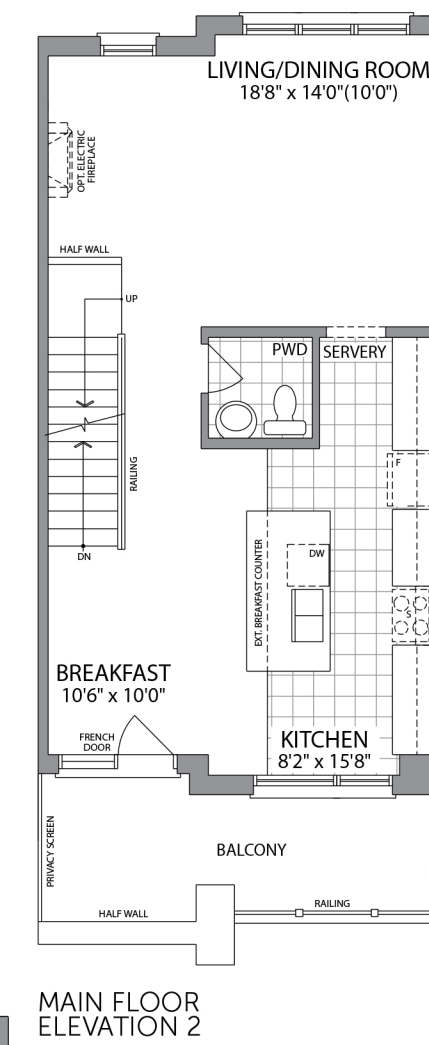 LIVING/DINING ROOM
18'8" x 14'0"(10'0")
OPT. ELECTRIC
FIREPLACE
HALF WALL
UP
PWD
SERVERY
F
RAILING
DN
DW
EXT. BREAKFAST COUNTER
S
BREAKFAST
10'6" x 10'0"
FRENCH
DOOR
KITCHEN
8'2" x 15'8"
PRIVACY SCREEN
BALCONY
HALF WALL
RAILING
MAIN FLOOR
ELEVATION 2